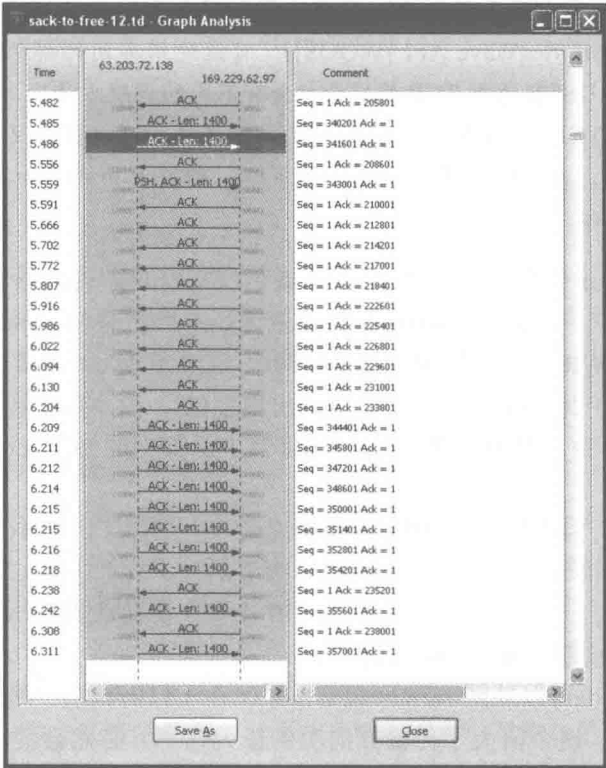 sack-to-free-12.td - Graph Analysis
Time 63.203.72.138 169.229.62.97 Comment
5.482 ACK Seq = 1 Ack = 205801
5.485 ACK - Len: 1400 Seq = 340201 Ack = 1
5.486 ACK - Len: 1400 Seq = 341601 Ack = 1
5.556 ACK Seq = 1 Ack = 208601
5.559 PSH, ACK - Len: 1400 Seq = 343001 Ack = 1
5.591 ACK Seq = 1 Ack = 210001
5.666 ACK Seq = 1 Ack = 212801
5.702 ACK Seq = 1 Ack = 214201
5.772 ACK Seq = 1 Ack = 217001
5.807 ACK Seq = 1 Ack = 218401
5.916 ACK Seq = 1 Ack = 222601
5.986 ACK Seq = 1 Ack = 225401
6.022 ACK Seq = 1 Ack = 226801
6.094 ACK Seq = 1 Ack = 229601
6.130 ACK Seq = 1 Ack = 231001
6.204 ACK Seq = 1 Ack = 233801
6.209 ACK - Len: 1400 Seq = 344401 Ack = 1
6.211 ACK - Len: 1400 Seq = 345801 Ack = 1
6.212 ACK - Len: 1400 Seq = 347201 Ack = 1
6.214 ACK - Len: 1400 Seq = 348601 Ack = 1
6.215 ACK - Len: 1400 Seq = 350001 Ack = 1
6.215 ACK - Len: 1400 Seq = 351401 Ack = 1
6.216 ACK - Len: 1400 Seq = 352801 Ack = 1
6.218 ACK - Len: 1400 Seq = 354201 Ack = 1
6.238 ACK Seq = 1 Ack = 235201
6.242 ACK - Len: 1400 Seq = 355601 Ack = 1
6.308 ACK Seq = 1 Ack = 238001
6.311 ACK - Len: 1400 Seq = 357001 Ack = 1
Save As Close